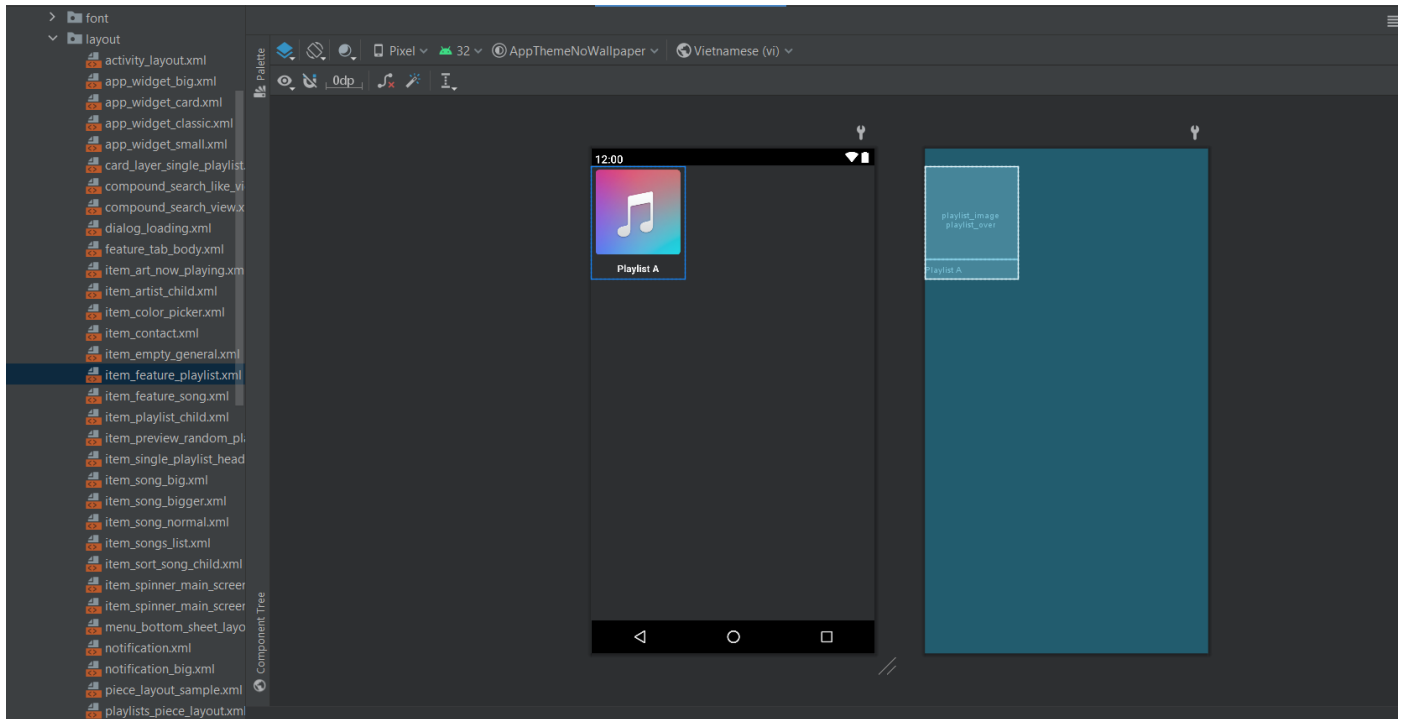 font
layout
activity_layout.xml
app_widget_big.xml
app_widget_card.xml
app_widget_classic.xml
app_widget_small.xml
card_layer_single_playlist.
compound_search_like_vi
compound_search_view.x
dialog_loading.xml
feature_tab_body.xml
item_art_now_playing.xm
item_artist_child.xml
item_color_picker.xml
item_contact.xml
item_empty_general.xml
item_feature_playlist.xml
item_feature_song.xml
item_playlist_child.xml
item_preview_random_pla
item_single_playlist_head
item_song_big.xml
item_song_bigger.xml
item_song_normal.xml
item_songs_list.xml
item_sort_song_child.xml
item_spinner_main_screer
item_spinner_main_screer
menu_bottom_sheet_layo
notification.xml
notification_big.xml
piece_layout_sample.xml
playlists_piece_layout.xml
Palette
Component Tree
Pixel 32 AppThemeNoWallpaper Vietnamese (vi)
0dp
12:00
Playlist A
playlist_image
playlist_over
Playlist A